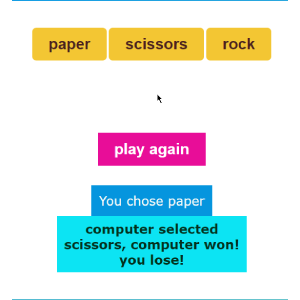 paper scissors rock
play again
You chose paper
computer selected
scissors, computer won!
you lose!